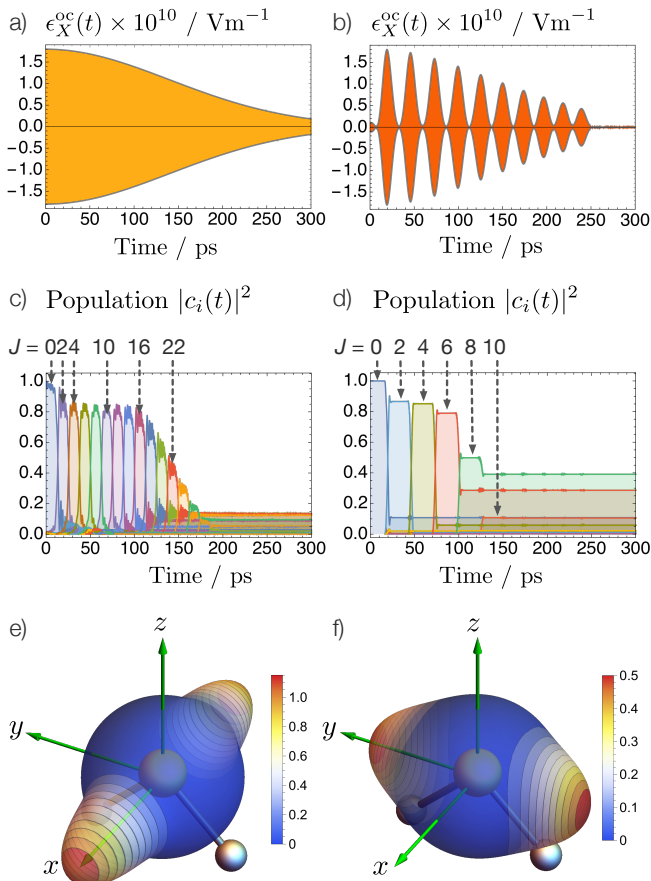 a) ϵ_X^oc(t) × 10^10 / Vm^−1
b) ϵ_X^oc(t) × 10^10 / Vm^−1
1.5
1.0
0.5
0.0
−0.5
−1.0
−1.5
0 50 100 150 200 250 300
Time / ps
1.5
1.0
0.5
0.0
−0.5
−1.0
−1.5
0 50 100 150 200 250 300
Time / ps
c) Population |c_i(t)|^2
d) Population |c_i(t)|^2
J = 0 2 4 10 16 22
1.0
0.8
0.6
0.4
0.2
0.0
0 50 100 150 200 250 300
Time / ps
J = 0 2 4 6 8 10
1.0
0.8
0.6
0.4
0.2
0.0
0 50 100 150 200 250 300
Time / ps
e)
z
y
x
1.0
0.8
0.6
0.4
0.2
0
f)
z
y
x
0.5
0.4
0.3
0.2
0.1
0